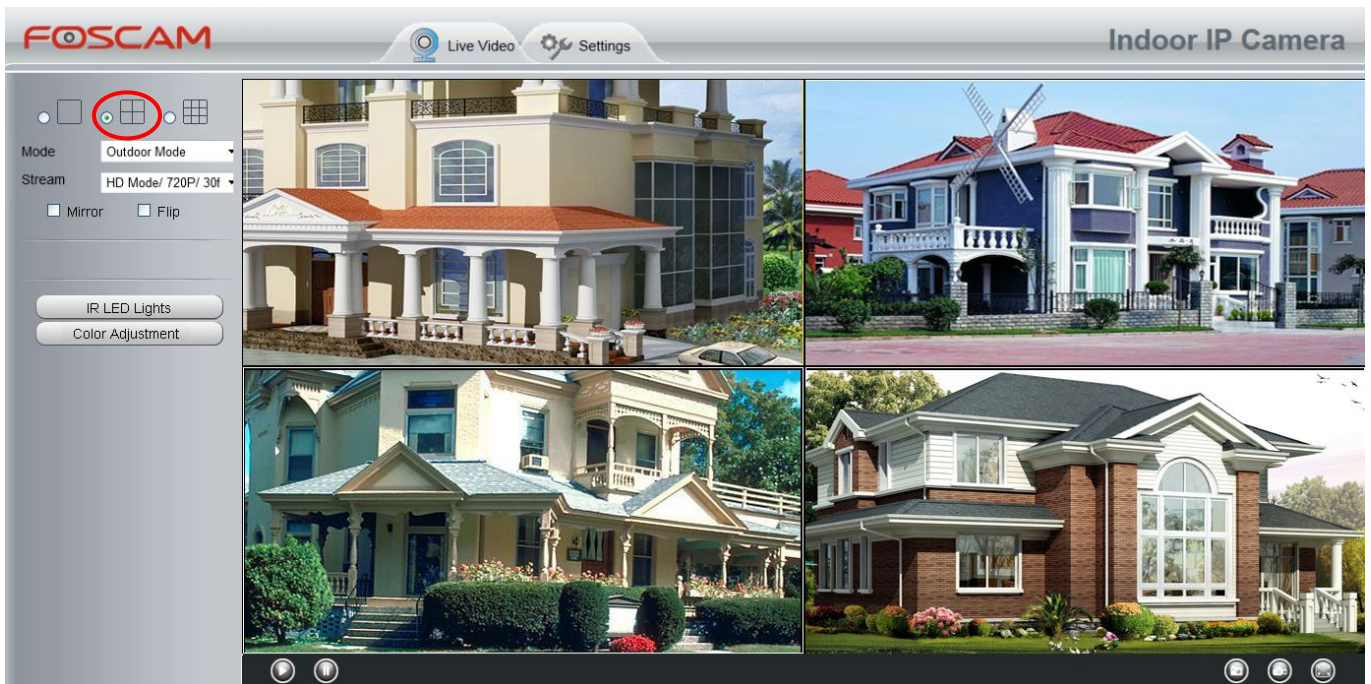 FOSCAM
Live Video
Settings
Indoor IP Camera
Mode
Outdoor Mode
Stream
HD Mode/ 720P/ 30f
Mirror
Flip
IR LED Lights
Color Adjustment